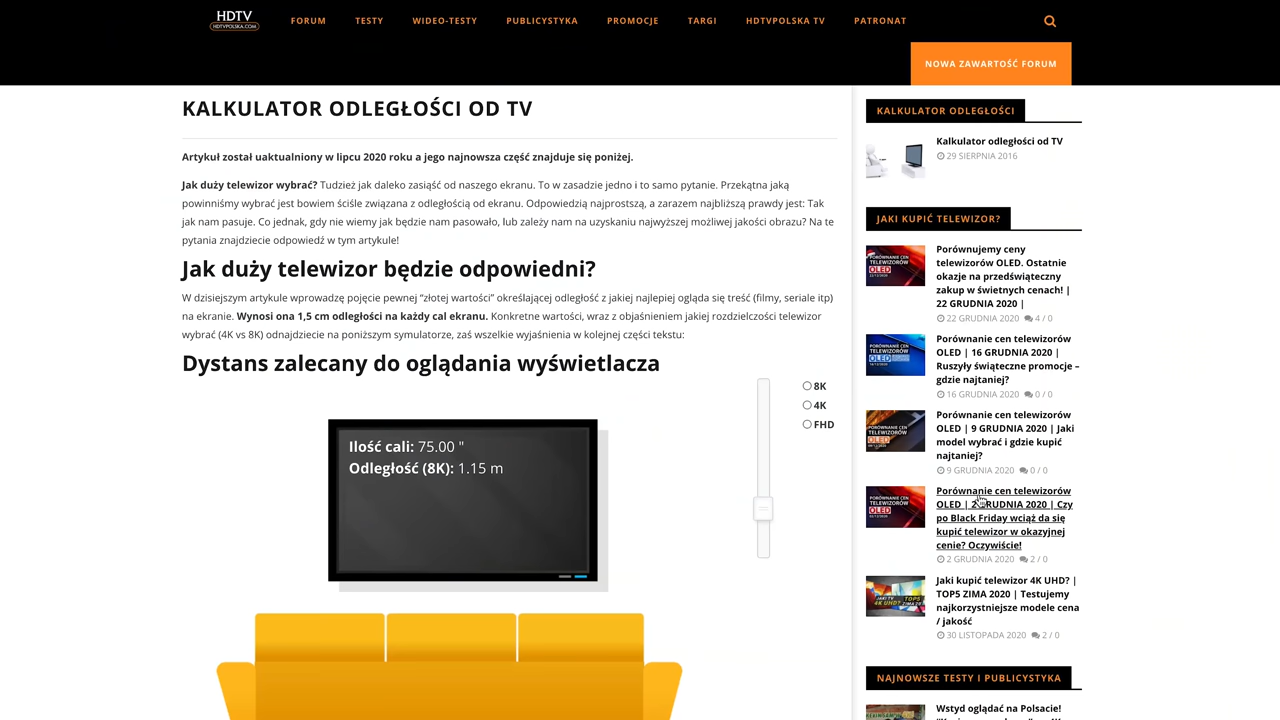 HDTV
HDTVPOLSKA.COM
FORUM
TESTY
WIDEO-TESTY
PUBLICYSTYKA
PROMOCJE
TARGI
HDTVPOLSKA TV
PATRONAT
NOWA ZAWARTOŚĆ FORUM
KALKULATOR ODLEGŁOŚCI OD TV
Artykuł został uaktualniony w lipcu 2020 roku a jego najnowsza część znajduje się poniżej.
Jak duży telewizor wybrać? Tudzież jak daleko zasiąść od naszego ekranu. To w zasadzie jedno i to samo pytanie. Przekątna jaką
powinniśmy wybrać jest bowiem ściśle związana z odległością od ekranu. Odpowiedzią najprostszą, a zarazem najbliższą prawdy jest: Tak
jak nam pasuje. Co jednak, gdy nie wiemy jak będzie nam pasowało, lub zależy nam na uzyskaniu najwyższej możliwej jakości obrazu? Na te
pytania znajdziecie odpowiedź w tym artykule!
Jak duży telewizor będzie odpowiedni?
W dzisiejszym artykule wprowadzę pojęcie pewnej “złotej wartości” określającej odległość z jakiej najlepiej ogląda się treść (filmy, seriale itp)
na ekranie. Wynosi ona 1,5 cm odległości na każdy cal ekranu. Konkretne wartości, wraz z objaśnieniem jakiej rozdzielczości telewizor
wybrać (4K vs 8K) odnajdziecie na poniższym symulatorze, zaś wszelkie wyjaśnienia w kolejnej części tekstu:
Dystans zalecany do oglądania wyświetlacza
8K
4K
FHD
Ilość cali: 75.00 "
Odległość (8K): 1.15 m
KALKULATOR ODLEGŁOŚCI
Kalkulator odległości od TV
29 SIERPNIA 2016
JAKI KUPIĆ TELEWIZOR?
Porównujemy ceny
telewizorów OLED. Ostatnie
okazje na przedświąteczny
zakup w świetnych cenach! |
22 GRUDNIA 2020 |
22 GRUDNIA 2020 4 / 0
Porównanie cen telewizorów
OLED | 16 GRUDNIA 2020 |
Ruszyły świąteczne promocje –
gdzie najtaniej?
16 GRUDNIA 2020 0 / 0
Porównanie cen telewizorów
OLED | 9 GRUDNIA 2020 | Jaki
model wybrać i gdzie kupić
najtaniej?
9 GRUDNIA 2020 0 / 0
Porównanie cen telewizorów
OLED | 2 GRUDNIA 2020 | Czy
po Black Friday wciąż da się
kupić telewizor w okazyjnej
cenie? Oczywiście!
2 GRUDNIA 2020 2 / 0
Jaki kupić telewizor 4K UHD? |
TOP5 ZIMA 2020 | Testujemy
najkorzystniejsze modele cena
/ jakość
30 LISTOPADA 2020 2 / 0
NAJNOWSZE TESTY I PUBLICYSTYKA
Wstyd oglądać na Polsacie!